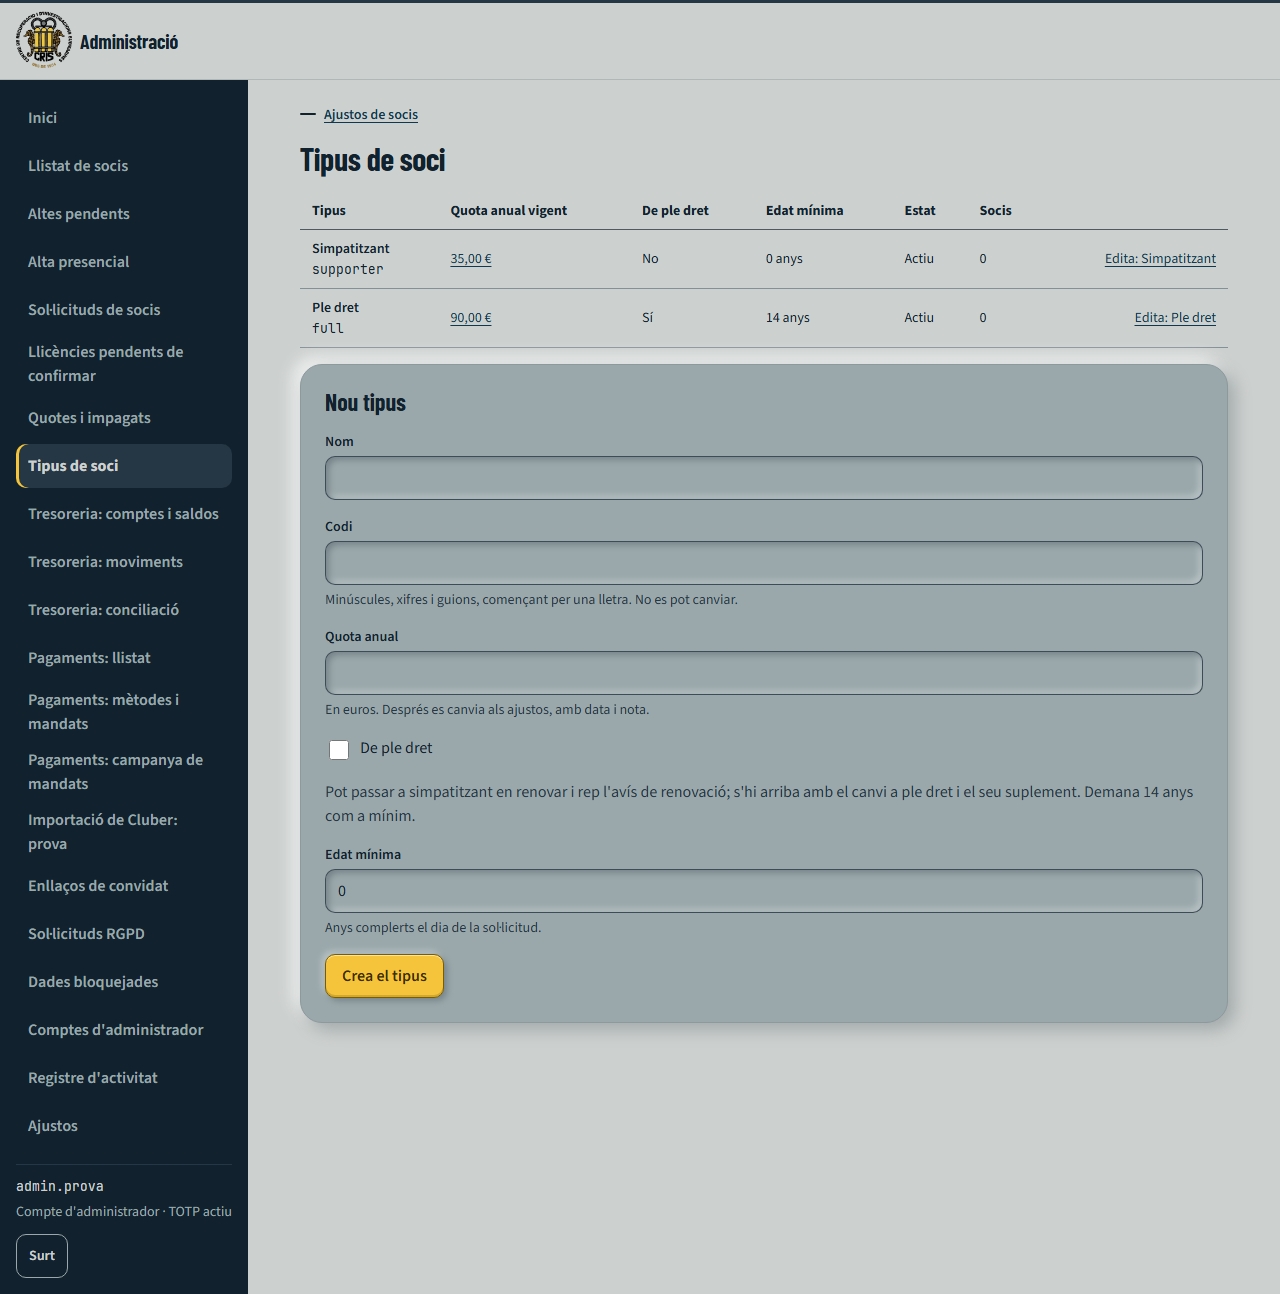 CRIS
Administració
Inici
Llistat de socis
Altes pendents
Alta presencial
Sol·licituds de socis
Llicències pendents de
confirmar
Quotes i impagats
Tipus de soci
Tresoreria: comptes i saldos
Tresoreria: moviments
Tresoreria: conciliació
Pagaments: llistat
Pagaments: mètodes i
mandats
Pagaments: campanya de
mandats
Importació de Cluber:
prova
Enllaços de convidat
Sol·licituds RGPD
Dades bloquejades
Comptes d'administrador
Registre d'activitat
Ajustos
admin.prova
Compte d'administrador · TOTP actiu
Surt
— Ajustos de socis
Tipus de soci
Tipus Quota anual vigent De ple dret Edat mínima Estat Socis
Simpatitzant
supporter 35,00 € No 0 anys Actiu 0 Edita: Simpatitzant
Ple dret
full 90,00 € Sí 14 anys Actiu 0 Edita: Ple dret
Nou tipus
Nom
Codi
Minúscules, xifres i guions, començant per una lletra. No es pot canviar.
Quota anual
En euros. Després es canvia als ajustos, amb data i nota.
De ple dret
Pot passar a simpatitzant en renovar i rep l'avís de renovació; s'hi arriba amb el canvi a ple dret i el seu suplement. Demana 14 anys
com a mínim.
Edat mínima
0
Anys complerts el dia de la sol·licitud.
Crea el tipus